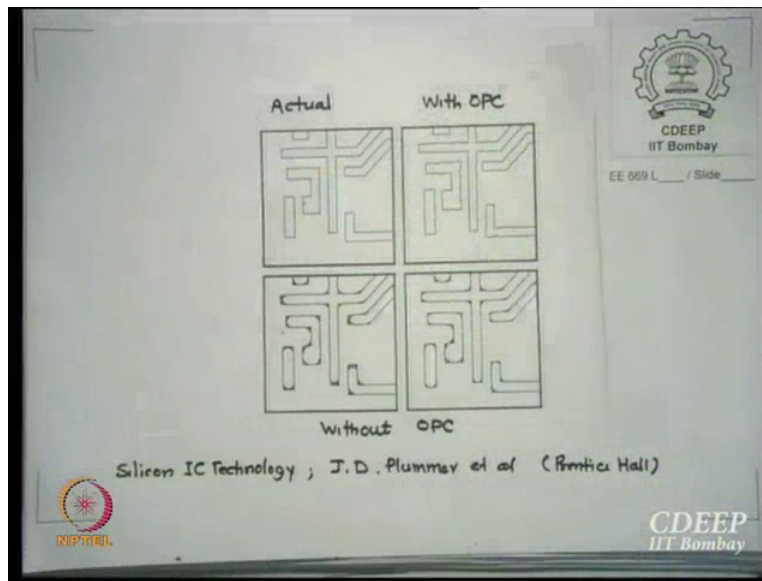 Actual With OPC
CDEEP
IIT Bombay
EE 669 L____ / Slide_____
Without OPC
Silicon IC Technology ; J.D. Plummer et al (Prentice Hall)
NPTEL
CDEEP
IIT Bombay